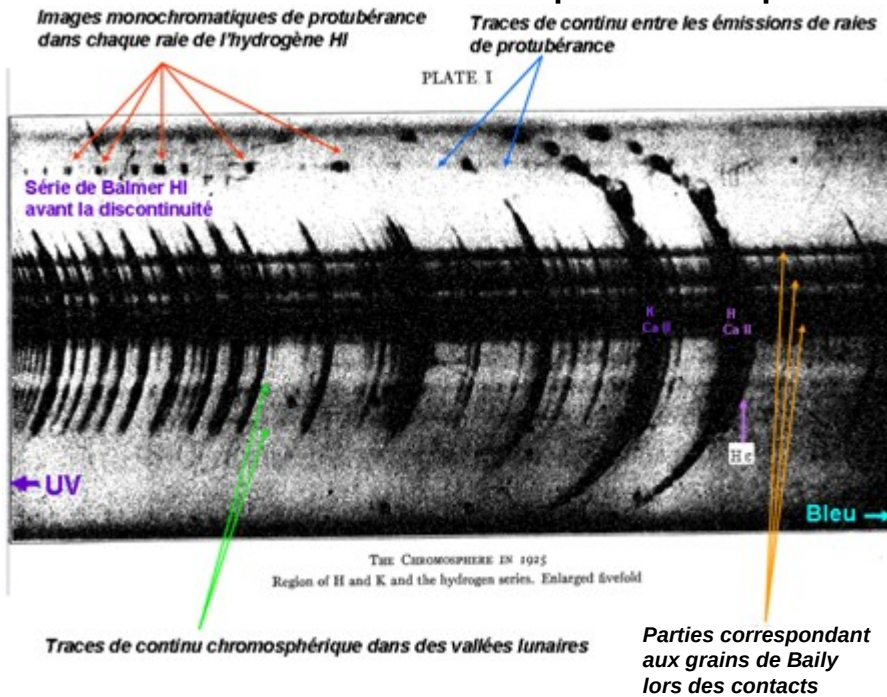 Images monochromatiques de protubérance
dans chaque raie de l'hydrogène HI
Traces de continu entre les émissions de raies
de protubérance
PLATE I
Série de Balmer HI
avant la discontinuité
K
Ca II
H
Ca II
Hε
UV
Bleu
THE CHROMOSPHERE IN 1925
Region of H and K and the hydrogen series. Enlarged fivefold
Traces de continu chromosphérique dans des vallées lunaires
Parties correspondant
aux grains de Baily
lors des contacts